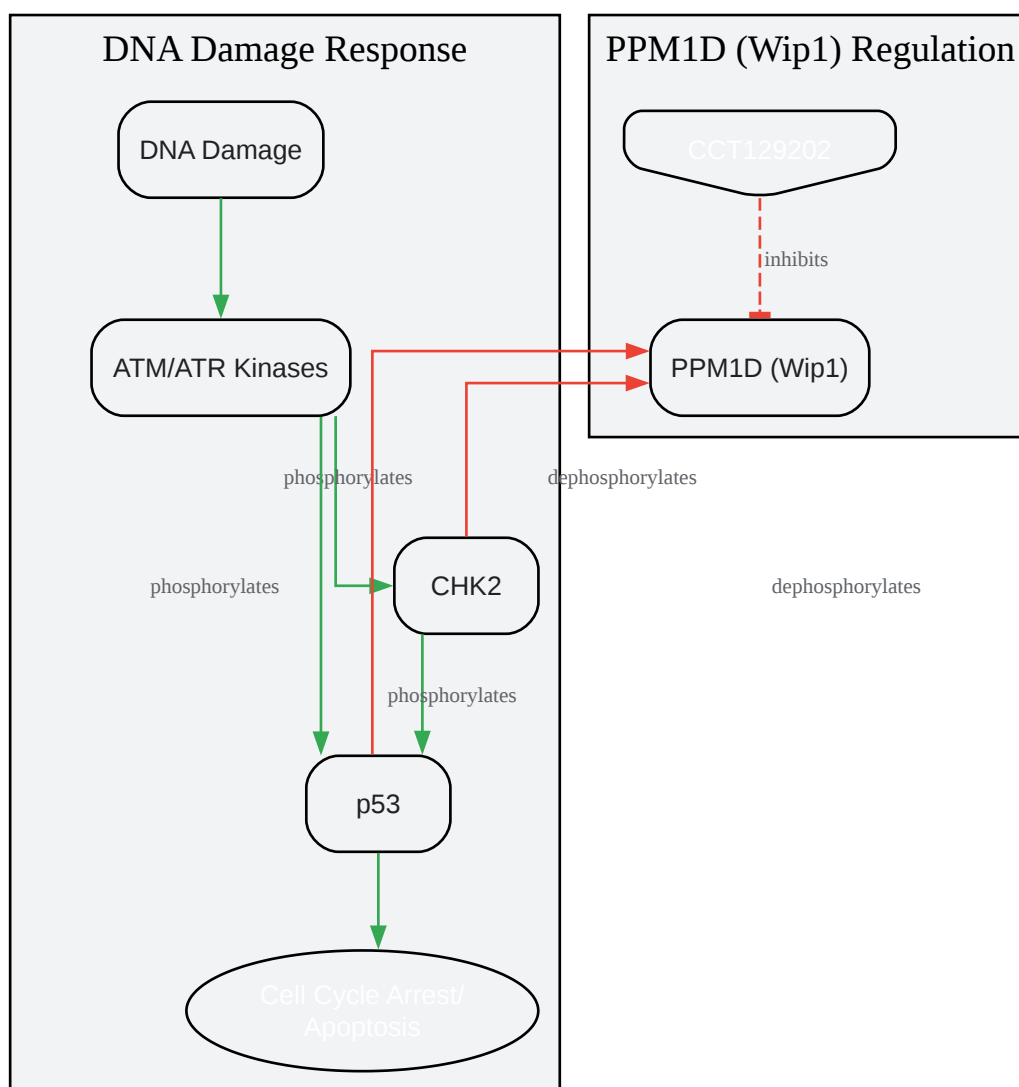 DNA Damage Response
PPM1D (Wip1) Regulation
DNA Damage
CCT129202
inhibits
ATM/ATR Kinases
PPM1D (Wip1)
phosphorylates
dephosphorylates
phosphorylates
CHK2
dephosphorylates
phosphorylates
p53
Cell Cycle Arrest/
Apoptosis